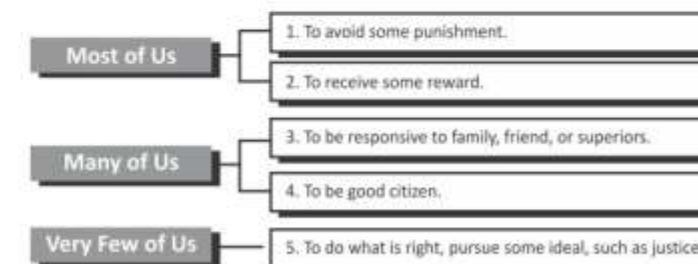 Most of Us
1. To avoid some punishment.
2. To receive some reward.
Many of Us
3. To be responsive to family, friend, or superiors.
4. To be good citizen.
Very Few of Us
5. To do what is right, pursue some ideal, such as justice